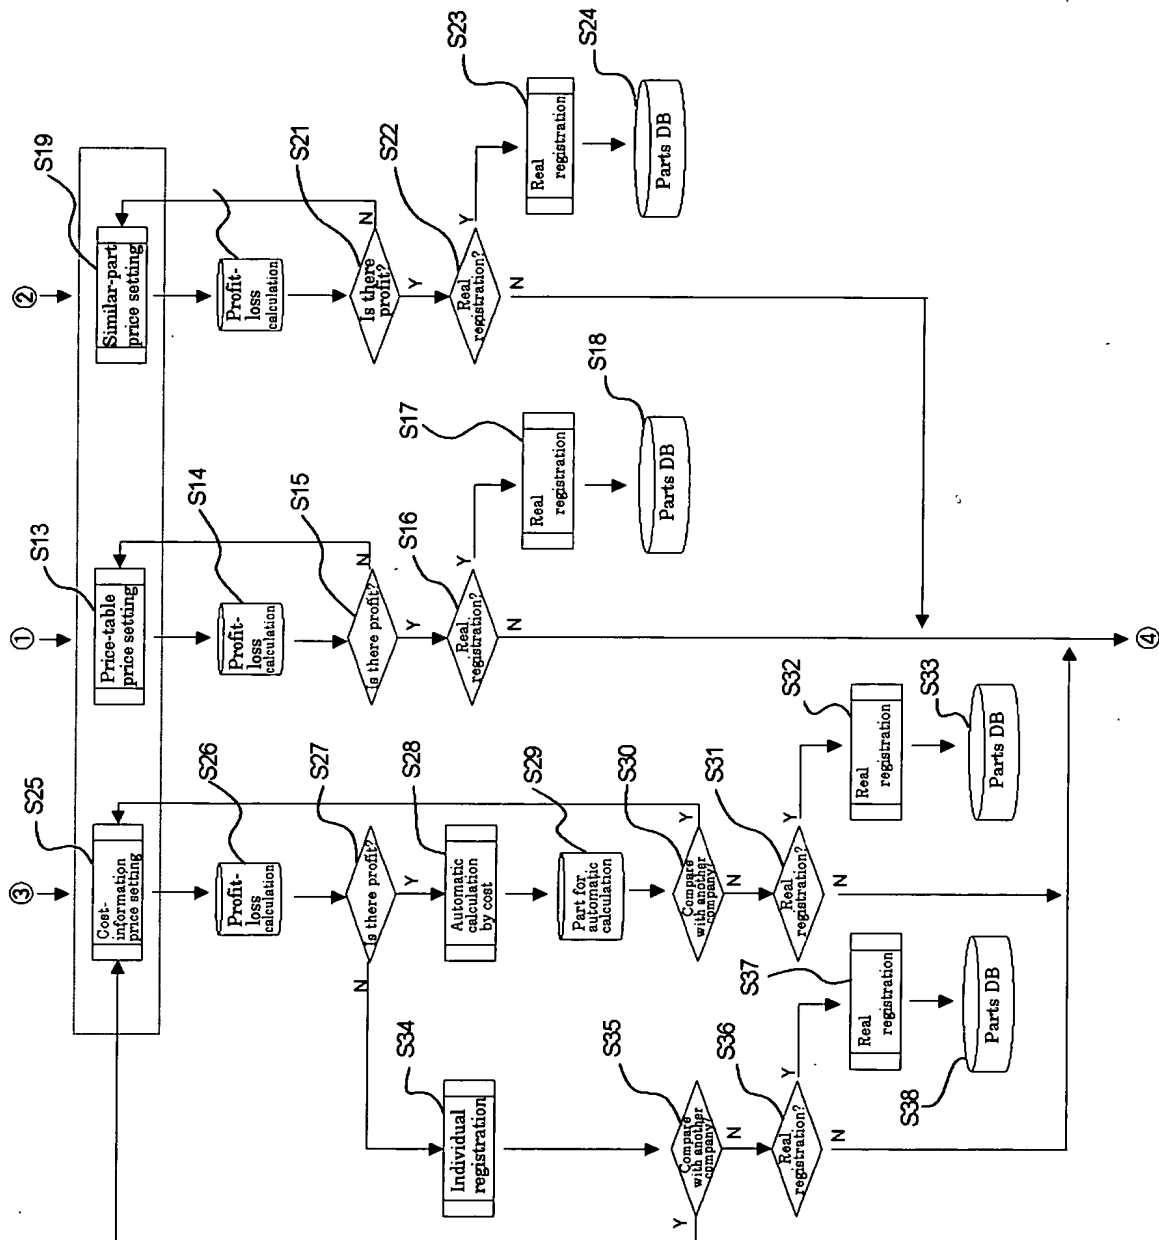 ③
S25
Cost-
information
price setting
S26
Profit-
loss
calculation
S27
Is there profit?
Y
N
S28
Automatic
calculation
by cost
S29
Part for
automatic
calculation
S30
Compare
with another
company?
Y
N
S31
Real
registration?
Y
N
S32
Real
registration
S33
Parts DB
S34
Individual
registration
S35
Compare
with another
company?
Y
N
S36
Real
registration?
Y
N
S37
Real
registration
S38
Parts DB
①
S13
Price-table
price setting
S14
Profit-
loss
calculation
S15
Is there profit?
N
Y
S16
Real
registration?
Y
N
S17
Real
registration
S18
Parts DB
②
S19
Similar-part
price setting
Profit-
loss
calculation
S21
Is there
profit?
N
Y
S22
Real
registration?
Y
N
S23
Real
registration
S24
Parts DB
④